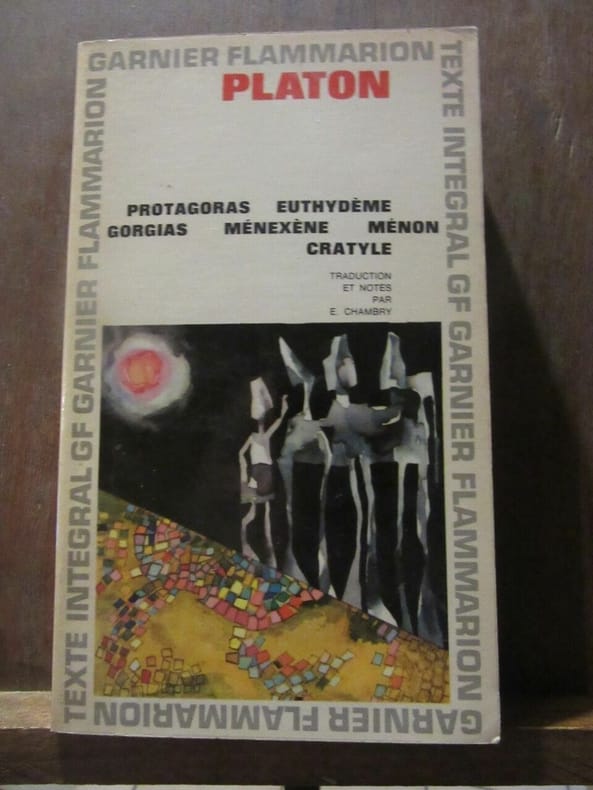 GARNIER FLAMMARION
PLATON
PROTAGORAS EUTHYDÈME
GORGIAS MÉNEXÈNE MÉNON
CRATYLE
TRADUCTION
ET NOTES
PAR
E. CHAMBRY
TEXTE INTEGRAL GF GARNIER FLAMMARION
TEXTE INTEGRAL GF GARNIER FLAMMARION
GARNIER FLAMMARION